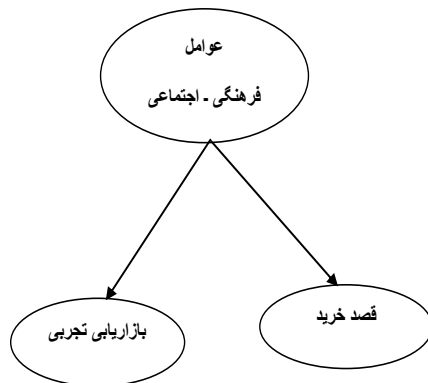 عوامل
فرهنگی ـ اجتماعی
قصد خرید
بازاریابی تجربی